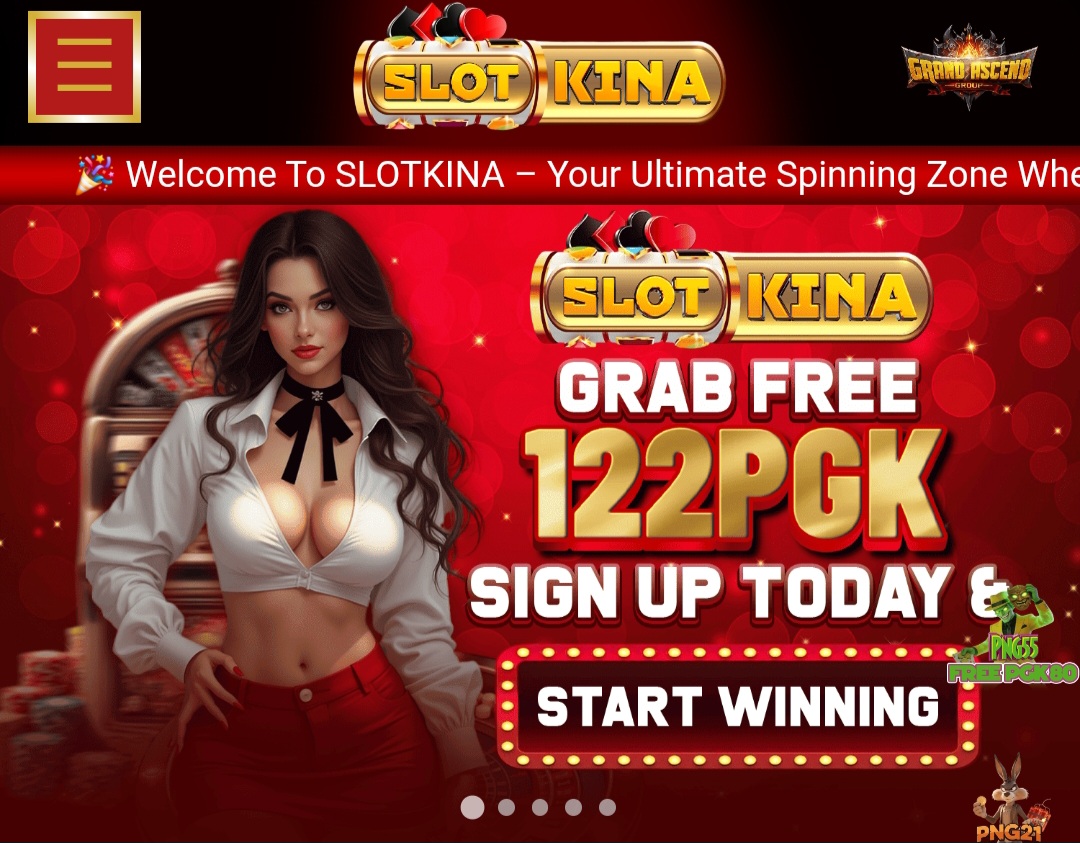 SLOT KINA
GRAND ASCEND
GROUP
🎉 Welcome To SLOTKINA – Your Ultimate Spinning Zone Whe
SLOT KINA
GRAB FREE
122PGK
SIGN UP TODAY &
PNG55
FREE PGK80
START WINNING
PNG21